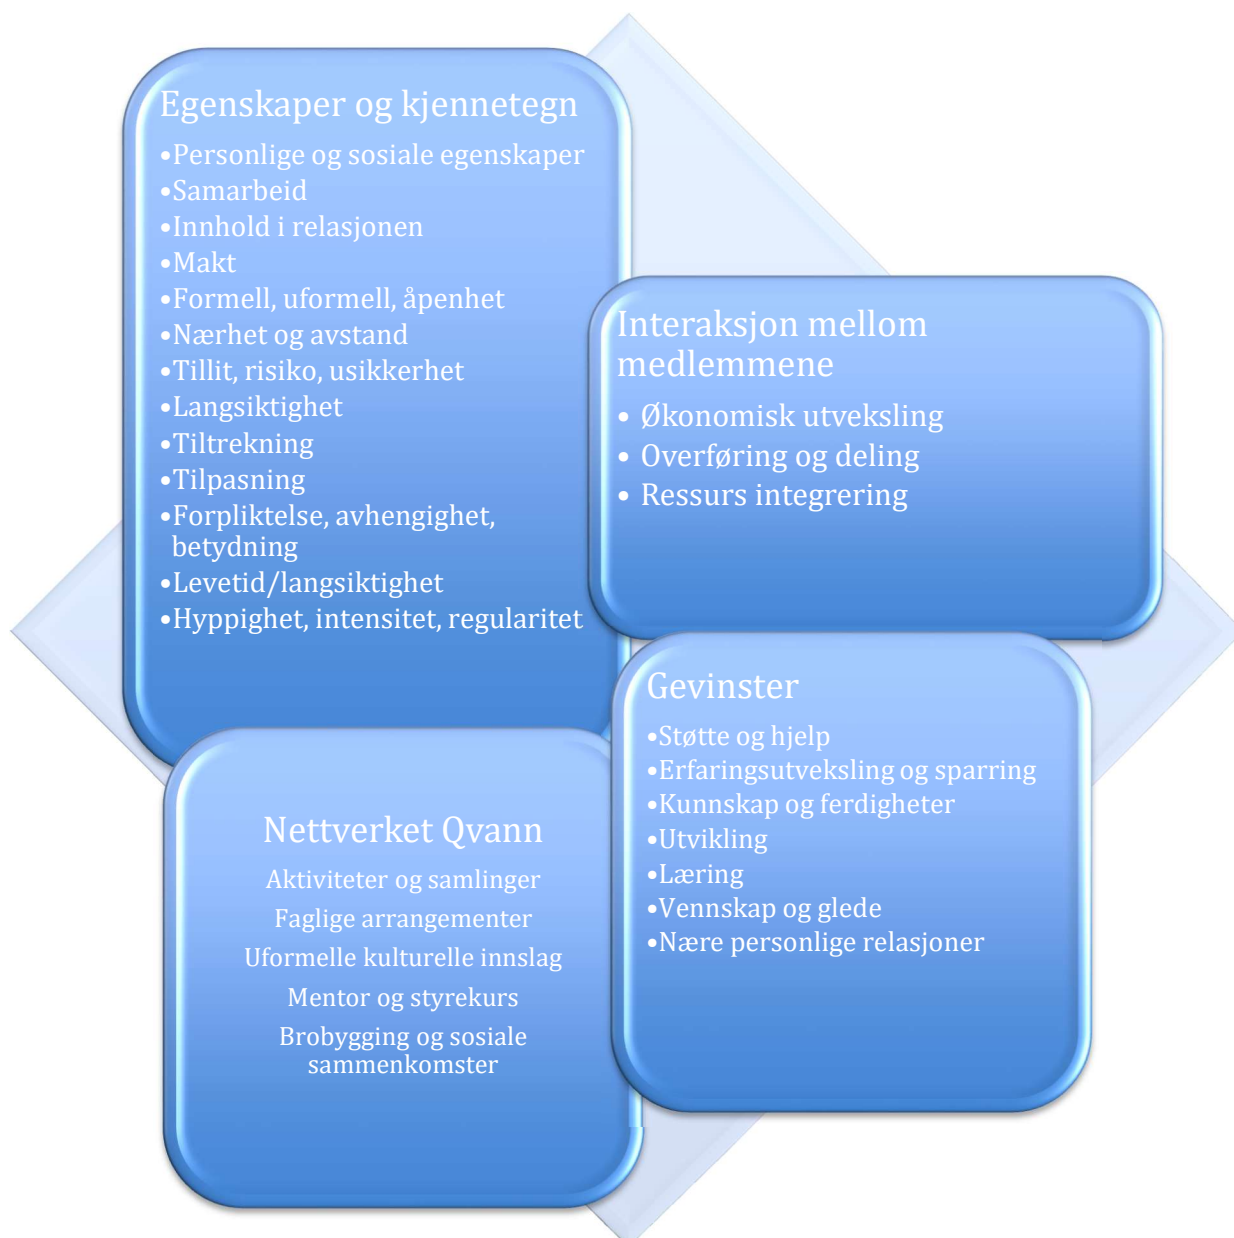 Egenskaper og kjennetegn
•Personlige og sosiale egenskaper
•Samarbeid
•Innhold i relasjonen
•Makt
•Formell, uformell, åpenhet
•Nærhet og avstand
•Tillit, risiko, usikkerhet
•Langsiktighet
•Tiltrekning
•Tilpasning
•Forpliktelse, avhengighet,
betydning
•Levetid/langsiktighet
•Hyppighet, intensitet, regularitet
Interaksjon mellom
medlemmene
• Økonomisk utveksling
• Overføring og deling
• Ressurs integrering
Nettverket Qvann
Aktiviteter og samlinger
Faglige arrangementer
Uformelle kulturelle innslag
Mentor og styrekurs
Brobygging og sosiale
sammenkomster
Gevinster
•Støtte og hjelp
•Erfaringsutveksling og sparring
•Kunnskap og ferdigheter
•Utvikling
•Læring
•Vennskap og glede
•Nære personlige relasjoner